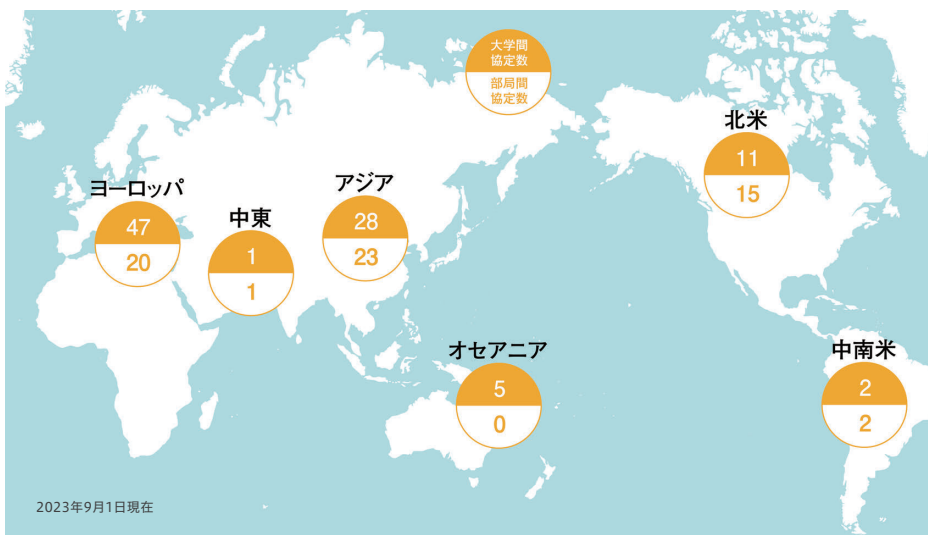 大学間
協定数
部局間
協定数
北米
11
15
ヨーロッパ
47
20
中東
1
1
アジア
28
23
オセアニア
5
0
中南米
2
2
2023年9月1日現在